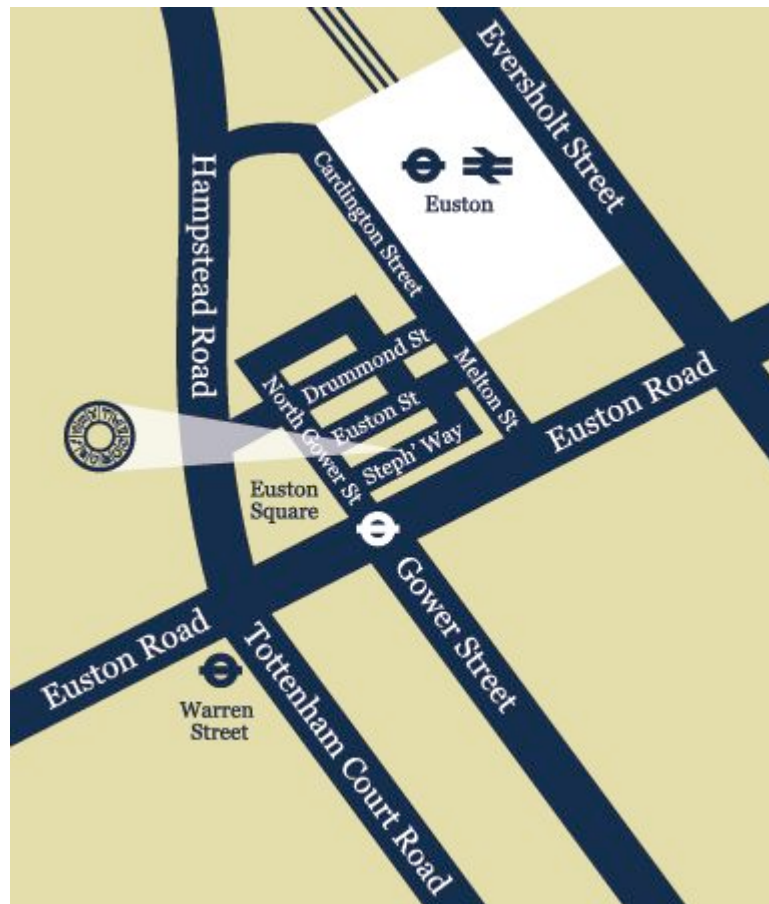 Eversholt Street
Hampstead Road
Cardington Street
Euston
Drummond St
Melton St
North Gower St
Euston St
Steph' Way
Euston Road
Euston
Square
Gower Street
Euston Road
Tottenham Court Road
Warren
Street